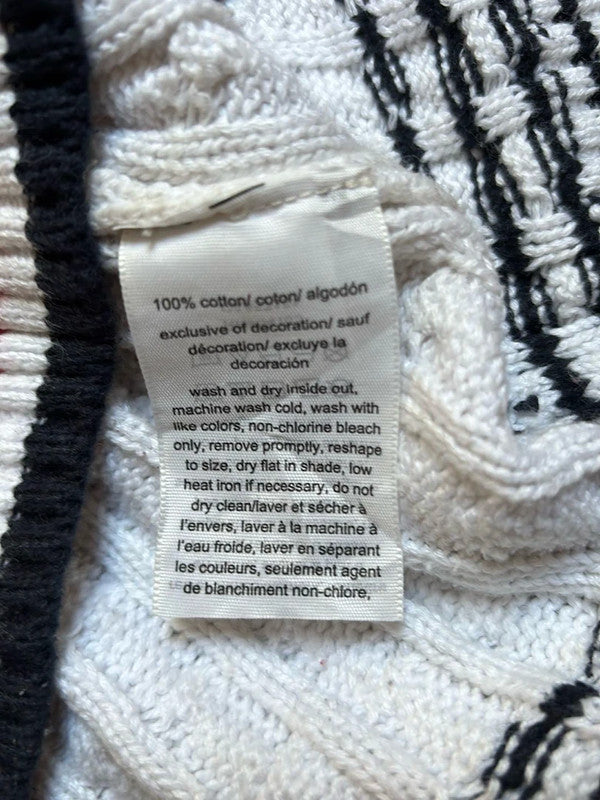 100% cotton/ coton/ algodón
exclusive of decoration/ sauf
décoration/ excluye la
decoración
wash and dry inside out,
machine wash cold, wash with
like colors, non-chlorine bleach
only, remove promptly, reshape
to size, dry flat in shade, low
heat iron if necessary, do not
dry clean/laver et sécher à
l'envers, laver à la machine à
l'eau froide, laver en séparant
les couleurs, seulement agent
de blanchiment non-chlore,